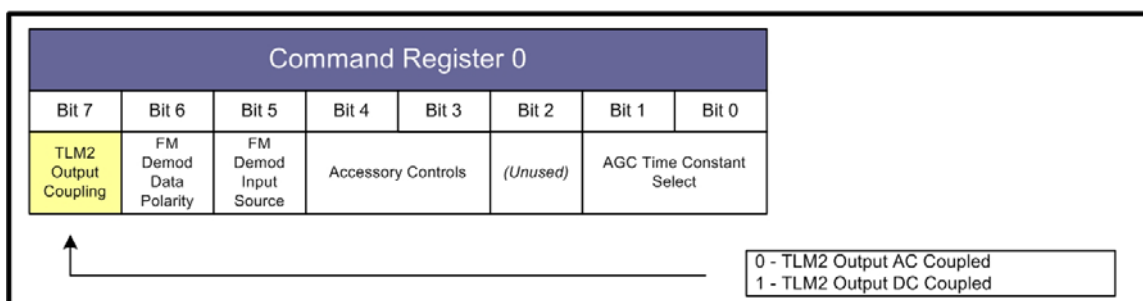 Command Register 0
Bit 7 Bit 6 Bit 5 Bit 4 Bit 3 Bit 2 Bit 1 Bit 0
TLM2
Output
Coupling
FM
Demod
Data
Polarity
FM
Demod
Input
Source
Accessory Controls
(Unused)
AGC Time Constant
Select
0 - TLM2 Output AC Coupled
1 - TLM2 Output DC Coupled